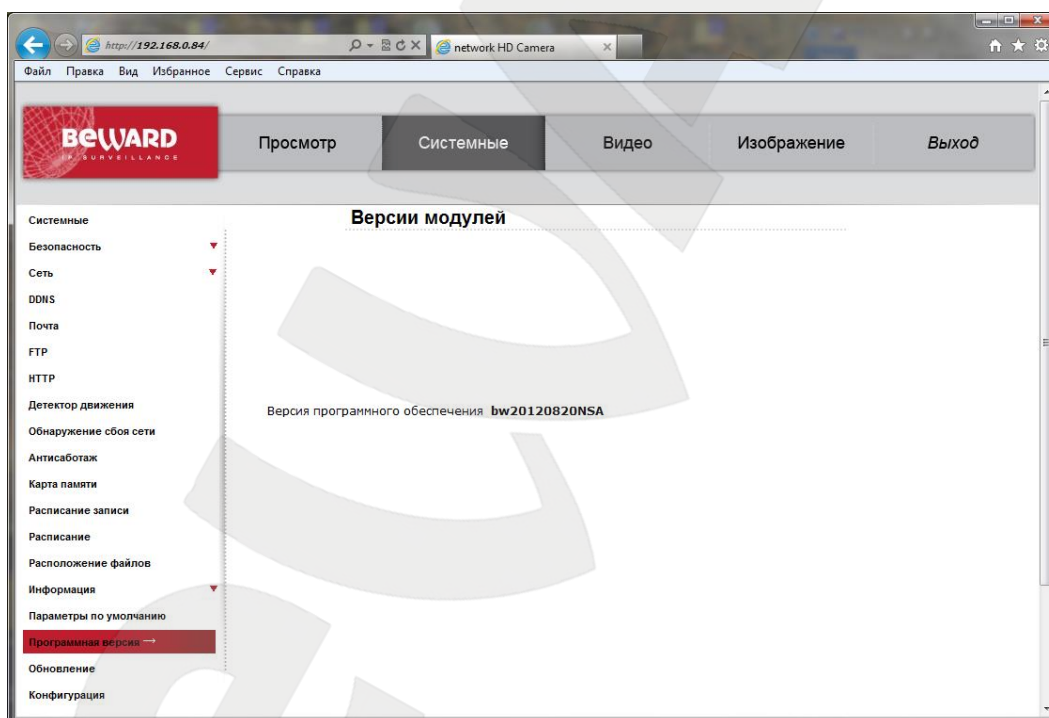 http://192.168.0.84/
network HD Camera
Файл Правка Вид Избранное Сервис Справка
BEWARD
IP SURVEILLANCE
Просмотр
Системные
Видео
Изображение
Выход
Версии модулей
Системные
Безопасность
Сеть
DDNS
Почта
FTP
HTTP
Детектор движения
Обнаружение сбоя сети
Антисаботаж
Карта памяти
Расписание записи
Расписание
Расположение файлов
Информация
Параметры по умолчанию
Программная версия →
Обновление
Конфигурация
Версия программного обеспечения bw20120820NSA